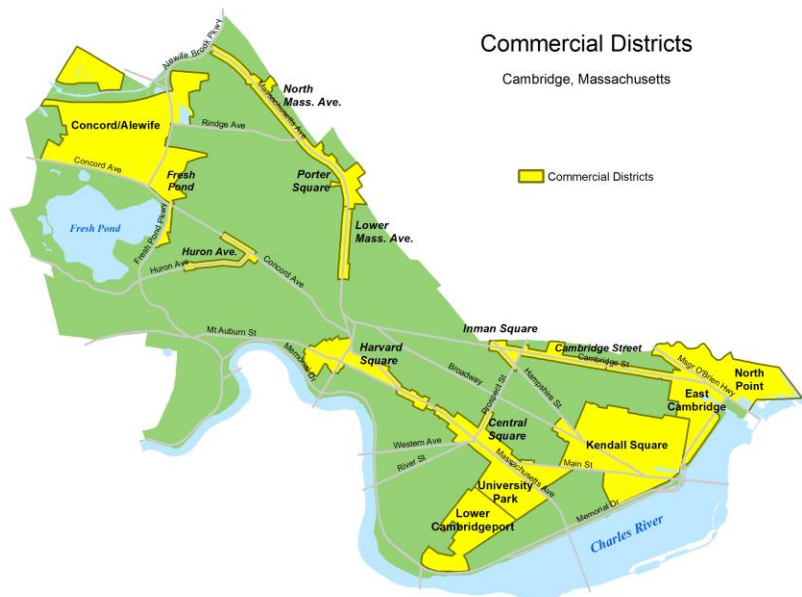 Commercial Districts
Cambridge, Massachusetts
Commercial Districts
Alewife Brook Pkwy
North
Mass. Ave.
Massachusetts Ave
Concord/Alewife
Rindge Ave
Concord Ave
Fresh
Pond
Porter
Square
Fresh Pond
Fresh Pond Pkwy
Lower
Mass. Ave.
Huron Ave.
Huron Ave
Concord Ave
Mt Auburn St
Memorial Dr
Harvard
Square
Inman Square
Cambridge Street
Cambridge St
Msgr O'Brien Hwy
North
Point
Broadway
Prospect St
Hampshire St
East
Cambridge
Central
Square
Kendall Square
Western Ave
River St
Massachusetts Ave
Main St
University
Park
Lower
Cambridgeport
Memorial Dr
Charles River